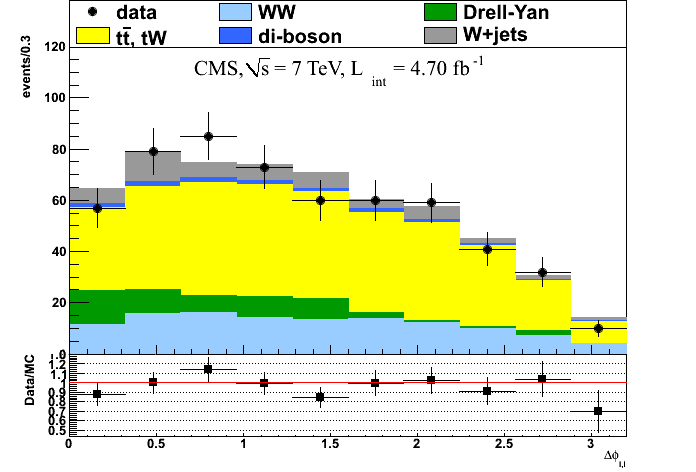 data WW Drell-Yan
tt̅, tW di-boson W+jets
events/0.3
120
100
80
60
40
20
0
CMS, √s = 7 TeV, L int = 4.70 fb -1
Data/MC
1.2
1.1
1
0.9
0.8
0.7
0.6
0.5
0 0.5 1 1.5 2 2.5 3
Δϕ l,l